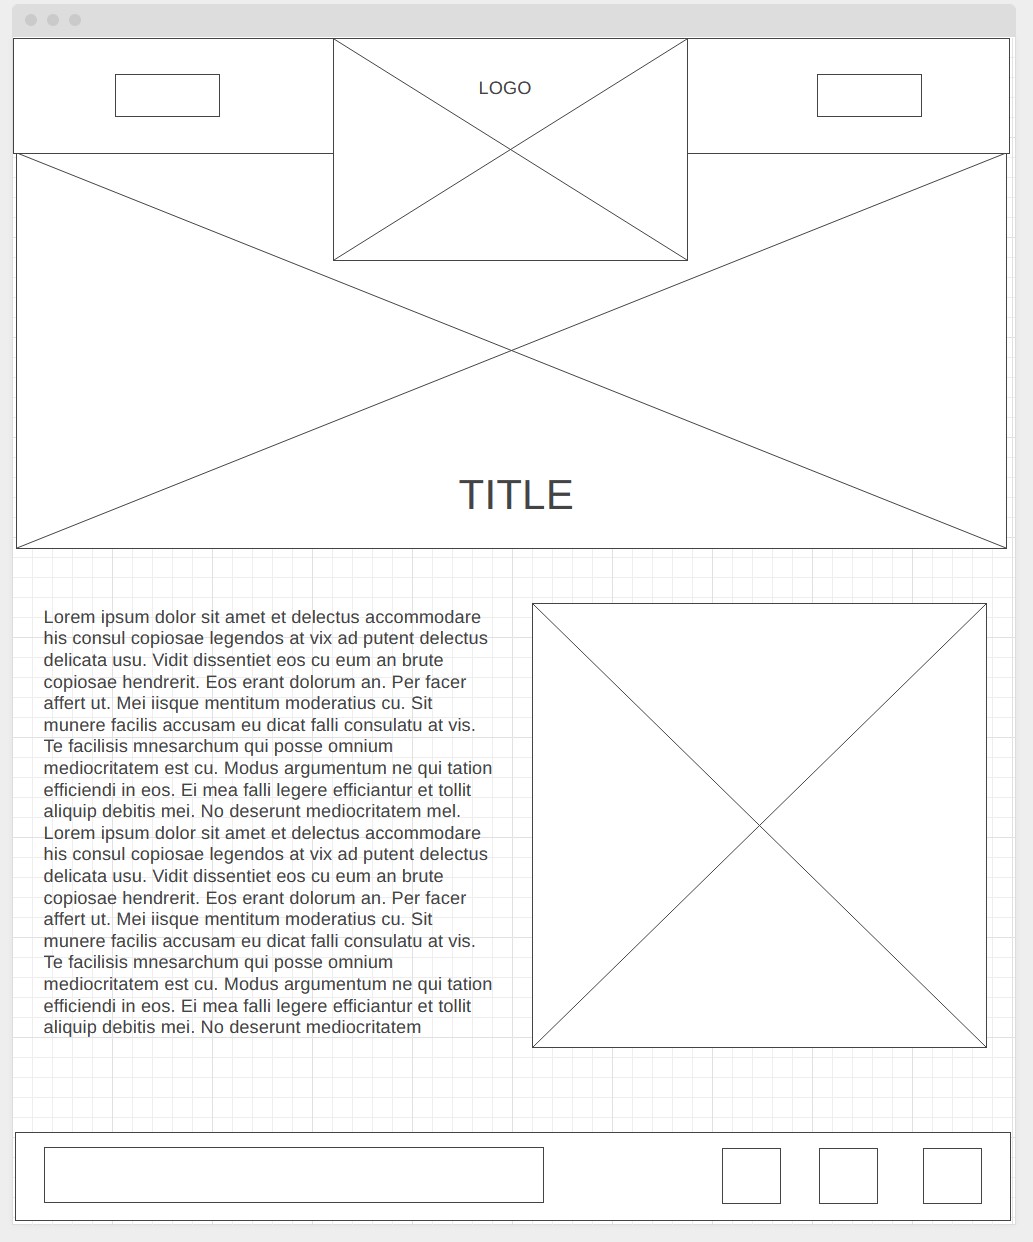 LOGO
TITLE
Lorem ipsum dolor sit amet et delectus accommodare
his consul copiosae legendos at vix ad putent delectus
delicata usu. Vidit dissentiet eos cu eum an brute
copiosae hendrerit. Eos erant dolorum an. Per facer
affert ut. Mei iisque mentitum moderatius cu. Sit
munere facilis accusam eu dicat falli consulatu at vis.
Te facilisis mnesarchum qui posse omnium
mediocritatem est cu. Modus argumentum ne qui tation
efficiendi in eos. Ei mea falli legere efficiantur et tollit
aliquip debitis mei. No deserunt mediocritatem mel.
Lorem ipsum dolor sit amet et delectus accommodare
his consul copiosae legendos at vix ad putent delectus
delicata usu. Vidit dissentiet eos cu eum an brute
copiosae hendrerit. Eos erant dolorum an. Per facer
affert ut. Mei iisque mentitum moderatius cu. Sit
munere facilis accusam eu dicat falli consulatu at vis.
Te facilisis mnesarchum qui posse omnium
mediocritatem est cu. Modus argumentum ne qui tation
efficiendi in eos. Ei mea falli legere efficiantur et tollit
aliquip debitis mei. No deserunt mediocritatem